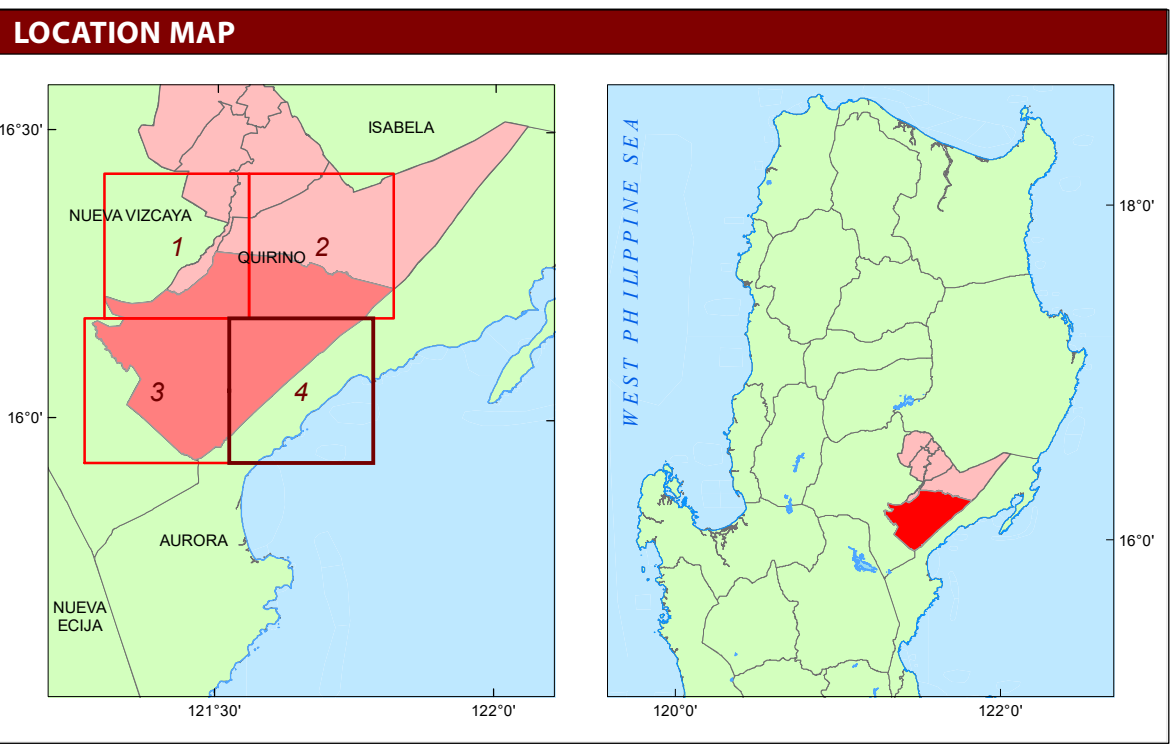 LOCATION MAP
16°30'
ISABELA
NUEVA VIZCAYA
1
QUIRINO
2
3
4
16°0'
AURORA
NUEVA
ECIJA
121°30'
122°0'
WEST PHILIPPINE SEA
18°0'
16°0'
120°0'
122°0'